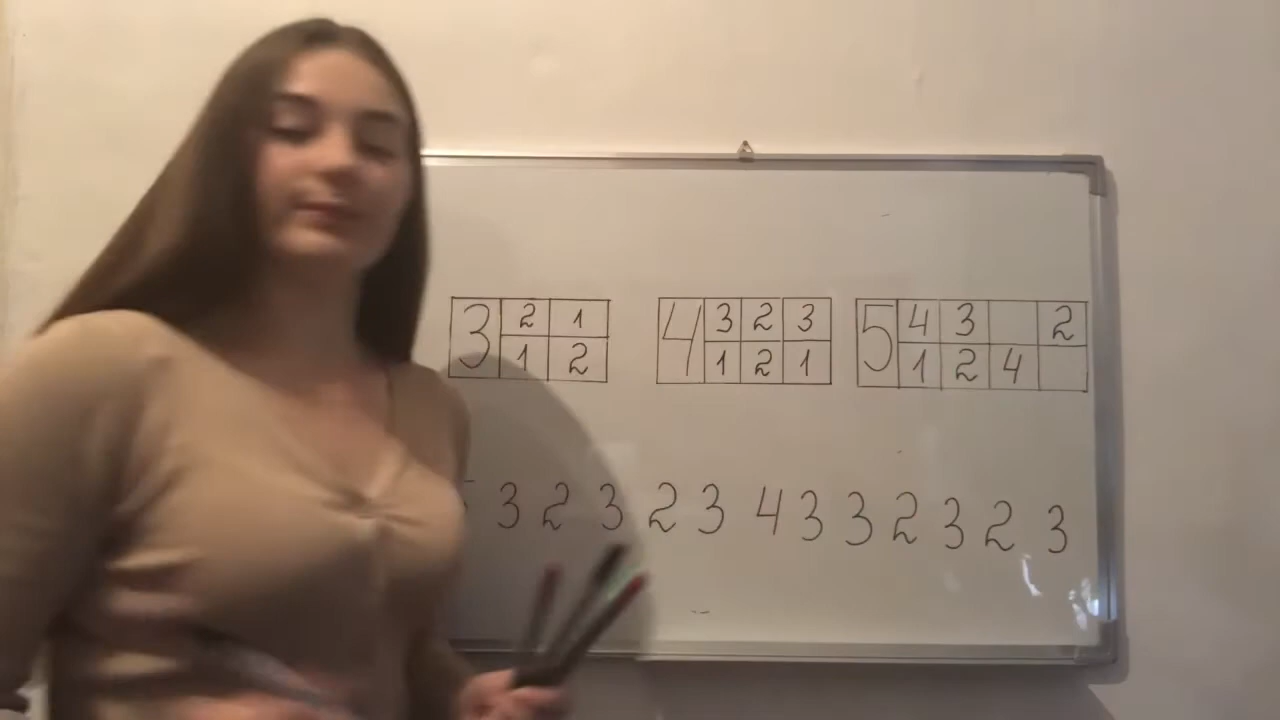 3 2 1 4 3 2 3 5 4 3 2
1 2 1 2 1 1 2 4
3 2 3 2 3 4 3 3 2 3 2 3